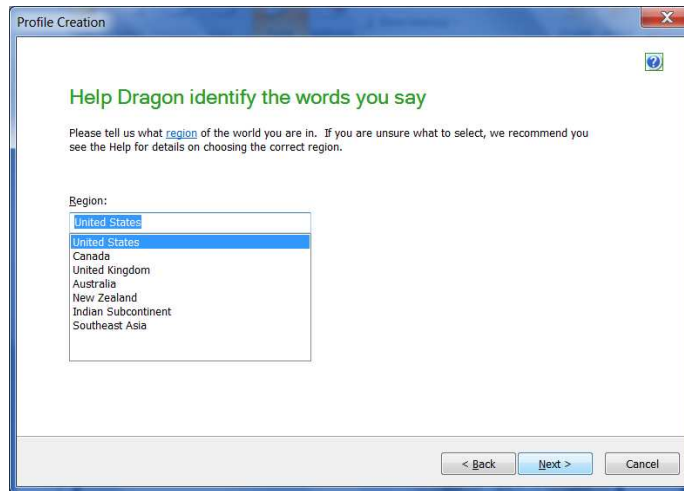 Profile Creation
Help Dragon identify the words you say
Please tell us what region of the world you are in. If you are unsure what to select, we recommend you
see the Help for details on choosing the correct region.
Region:
United States
United States
Canada
United Kingdom
Australia
New Zealand
Indian Subcontinent
Southeast Asia
< Back Next > Cancel